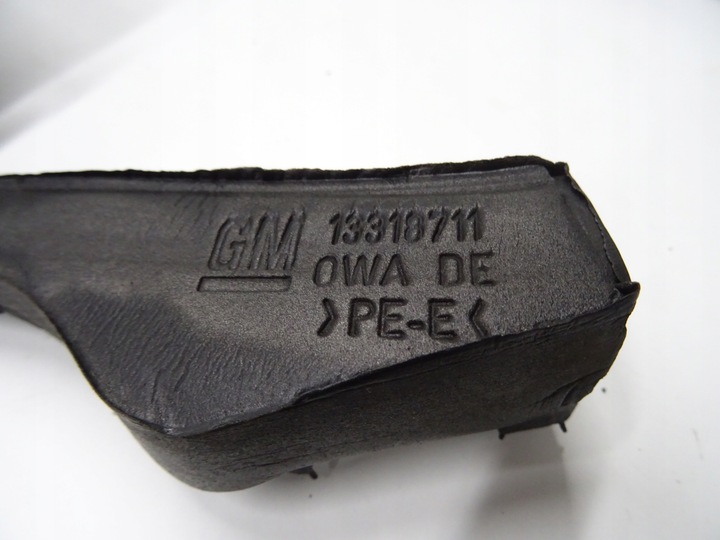 GM 13318711
OWA DE
>PE-E<